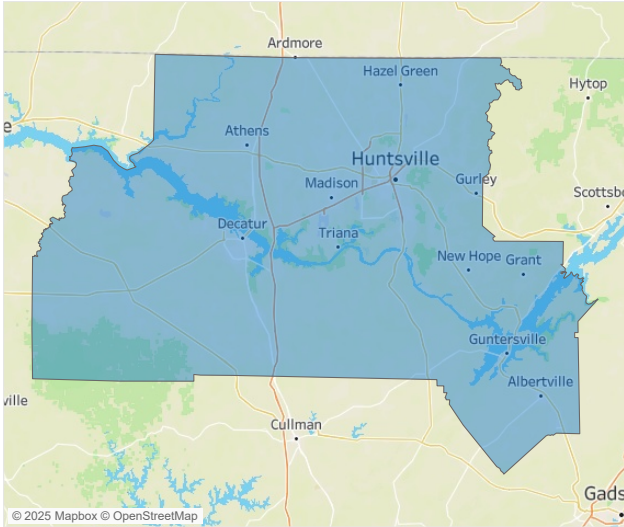 Ardmore
Hazel Green
Hytop
e
Athens
Huntsville
Madison
Gurley
Scottsbo
Decatur
Triana
New Hope
Grant
Guntersville
Albertville
ville
Cullman
Gads
© 2025 Mapbox © OpenStreetMap